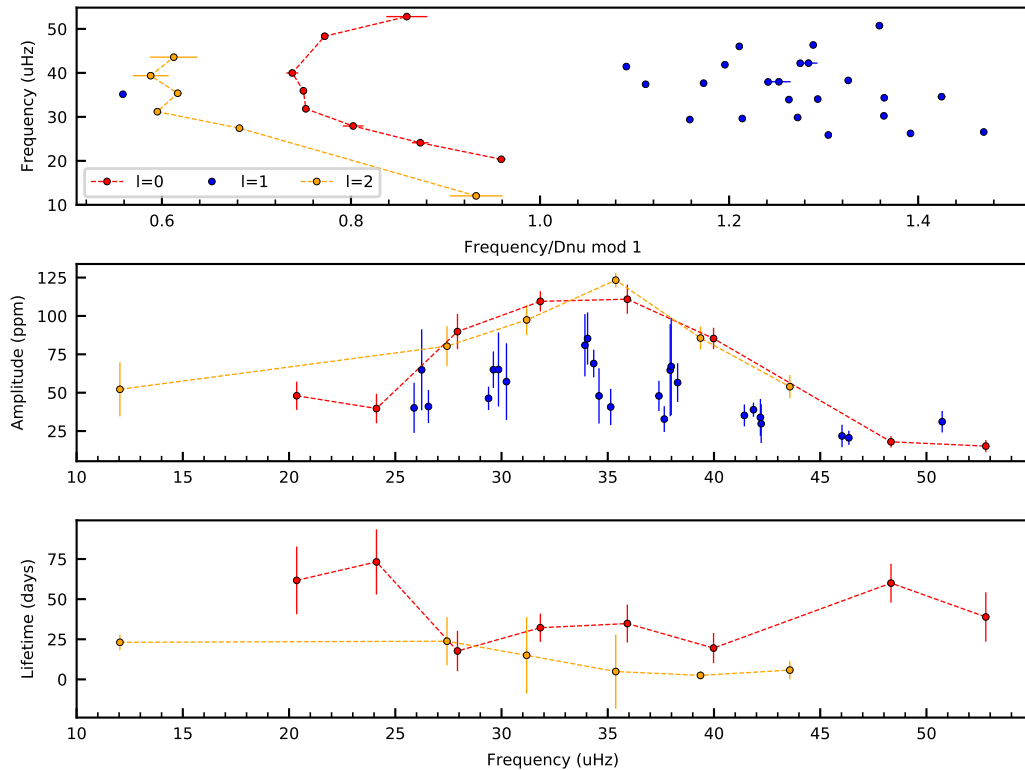 50
40
30
20
10
Frequency (uHz)
l=0 l=1 l=2
0.6 0.8 1.0 1.2 1.4
Frequency/Dnu mod 1
125
100
75
50
25
Amplitude (ppm)
10 15 20 25 30 35 40 45 50
75
50
25
0
Lifetime (days)
10 15 20 25 30 35 40 45 50
Frequency (uHz)